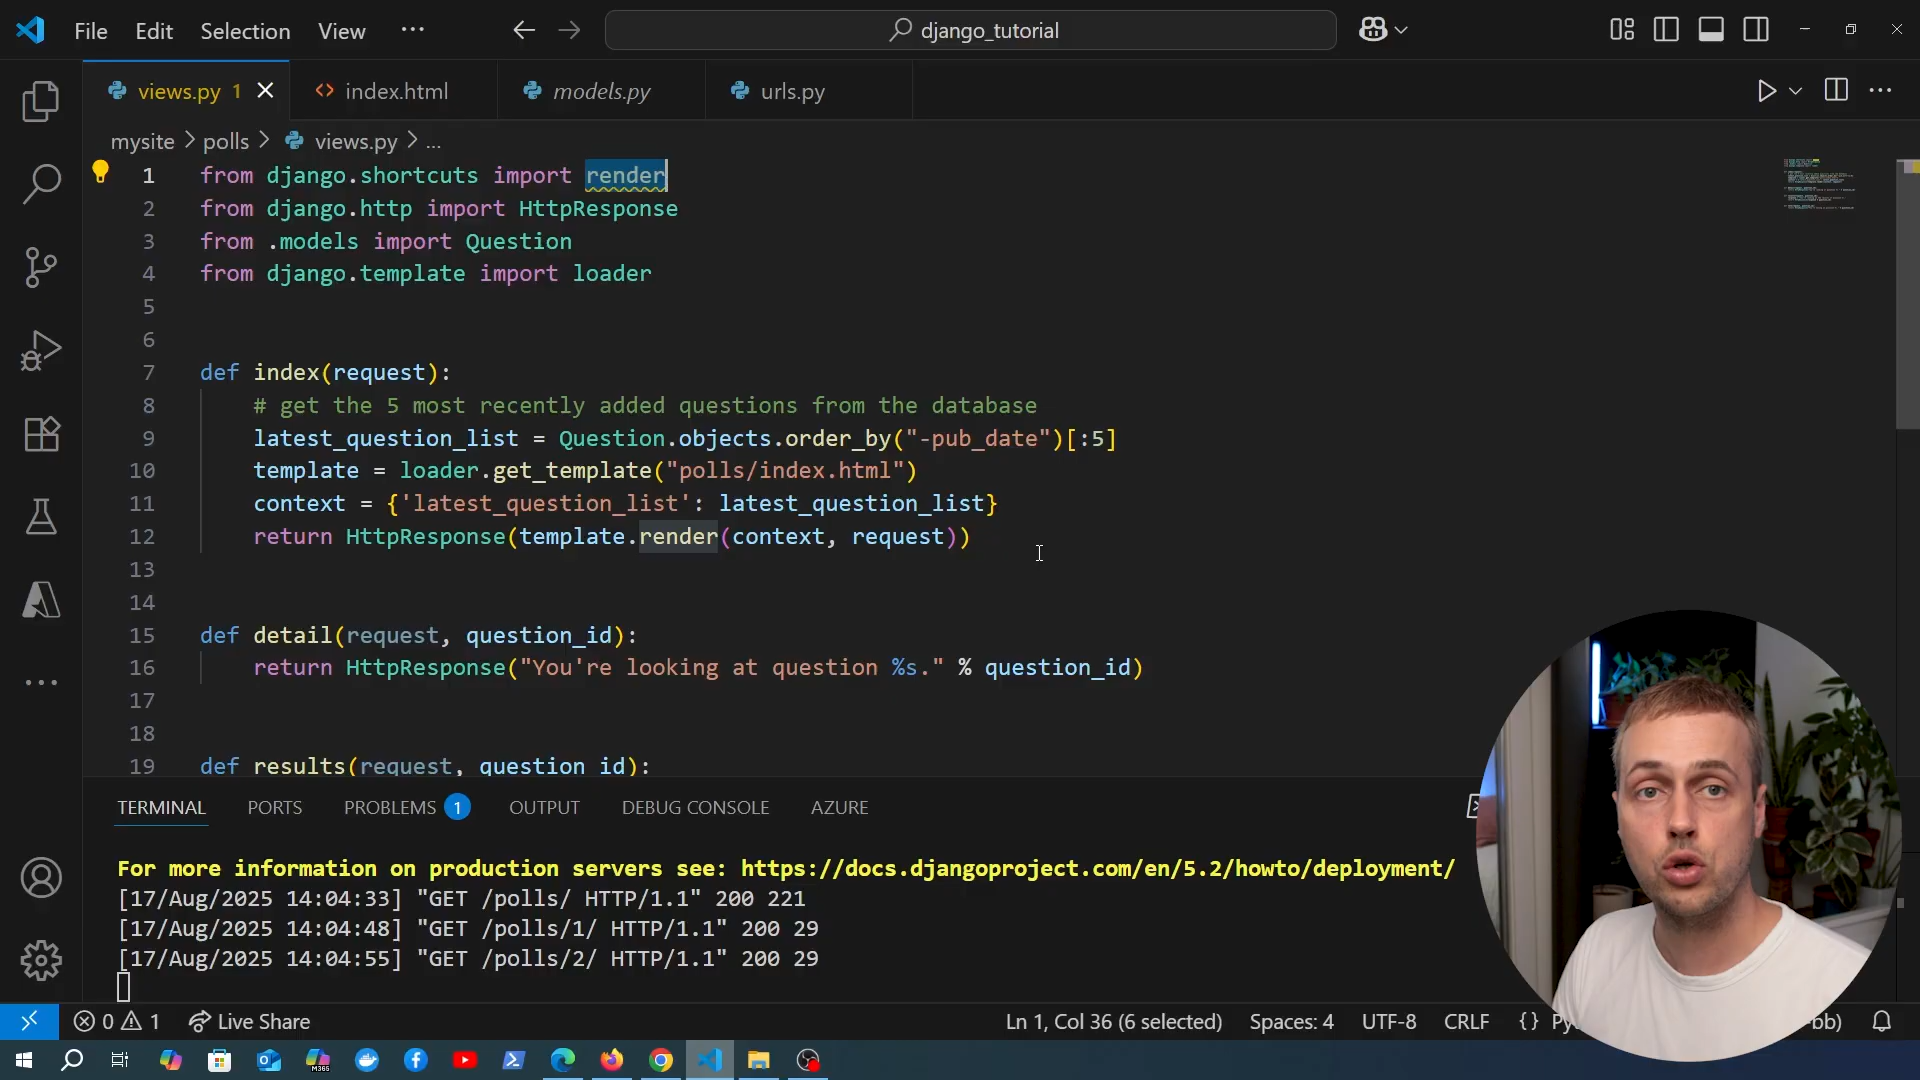 File Edit Selection View ··· django_tutorial
views.py 1 index.html models.py urls.py
mysite > polls > views.py > ...
1 from django.shortcuts import render
2 from django.http import HttpResponse
3 from .models import Question
4 from django.template import loader
5
6
7 def index(request):
8 # get the 5 most recently added questions from the database
9 latest_question_list = Question.objects.order_by("-pub_date")[:5]
10 template = loader.get_template("polls/index.html")
11 context = {'latest_question_list': latest_question_list}
12 return HttpResponse(template.render(context, request))
13
14
15 def detail(request, question_id):
16 return HttpResponse("You're looking at question %s." % question_id)
17
18
19 def results(request, question_id):
TERMINAL PORTS PROBLEMS 1 OUTPUT DEBUG CONSOLE AZURE
For more information on production servers see: https://docs.djangoproject.com/en/5.2/howto/deployment/
[17/Aug/2025 14:04:33] "GET /polls/ HTTP/1.1" 200 221
[17/Aug/2025 14:04:48] "GET /polls/1/ HTTP/1.1" 200 29
[17/Aug/2025 14:04:55] "GET /polls/2/ HTTP/1.1" 200 29
0 1 Live Share Ln 1, Col 36 (6 selected) Spaces: 4 UTF-8 CRLF {} Py bb)
M365